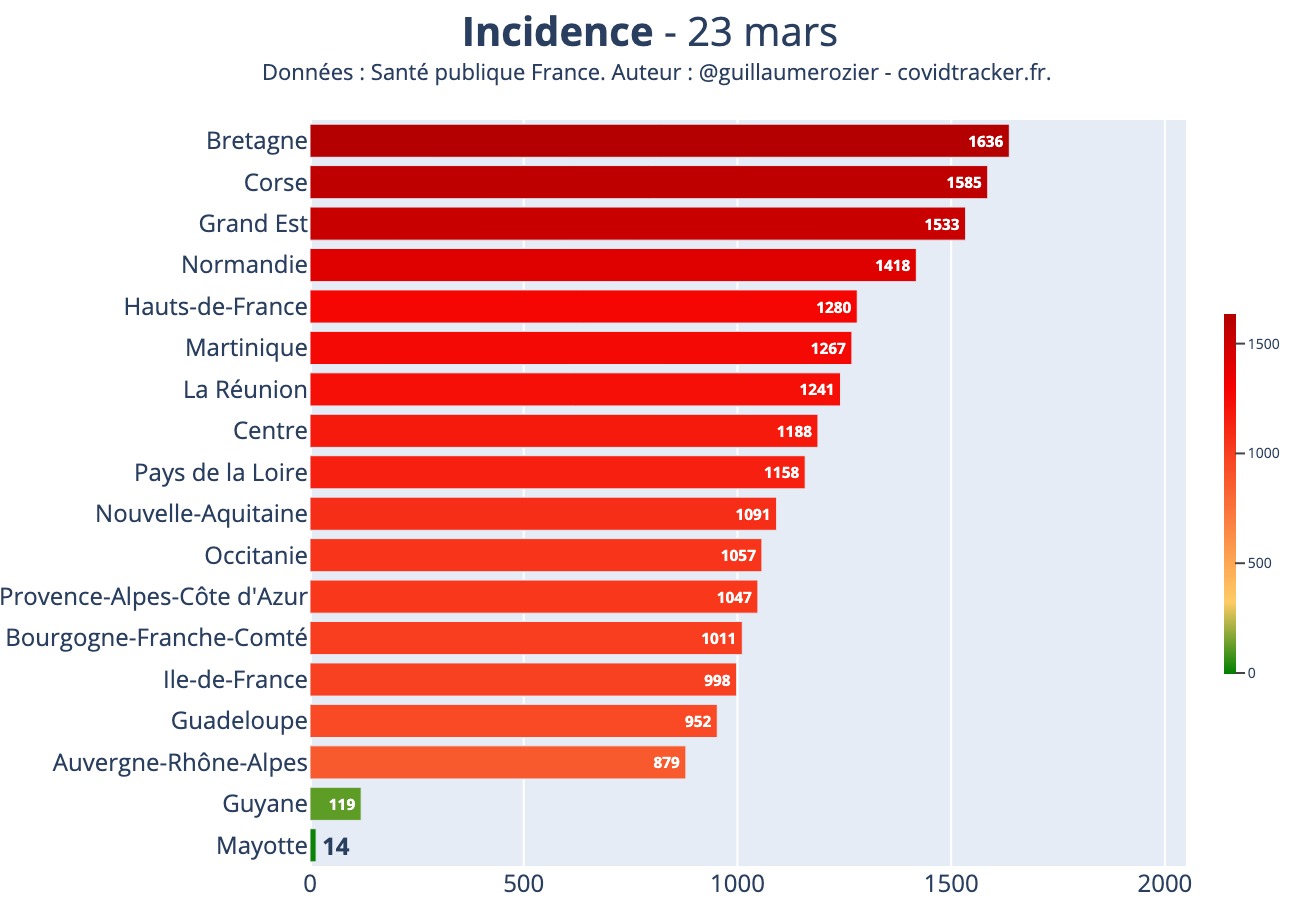 Incidence - 23 mars
Données : Santé publique France. Auteur : @guillaumerozier - covidtracker.fr.
Bretagne 1636
Corse 1585
Grand Est 1533
Normandie 1418
Hauts-de-France 1280
Martinique 1267
La Réunion 1241
Centre 1188
Pays de la Loire 1158
Nouvelle-Aquitaine 1091
Occitanie 1057
Provence-Alpes-Côte d'Azur 1047
Bourgogne-Franche-Comté 1011
Ile-de-France 998
Guadeloupe 952
Auvergne-Rhône-Alpes 879
Guyane 119
Mayotte 14
0 500 1000 1500 2000
1500
1000
500
0